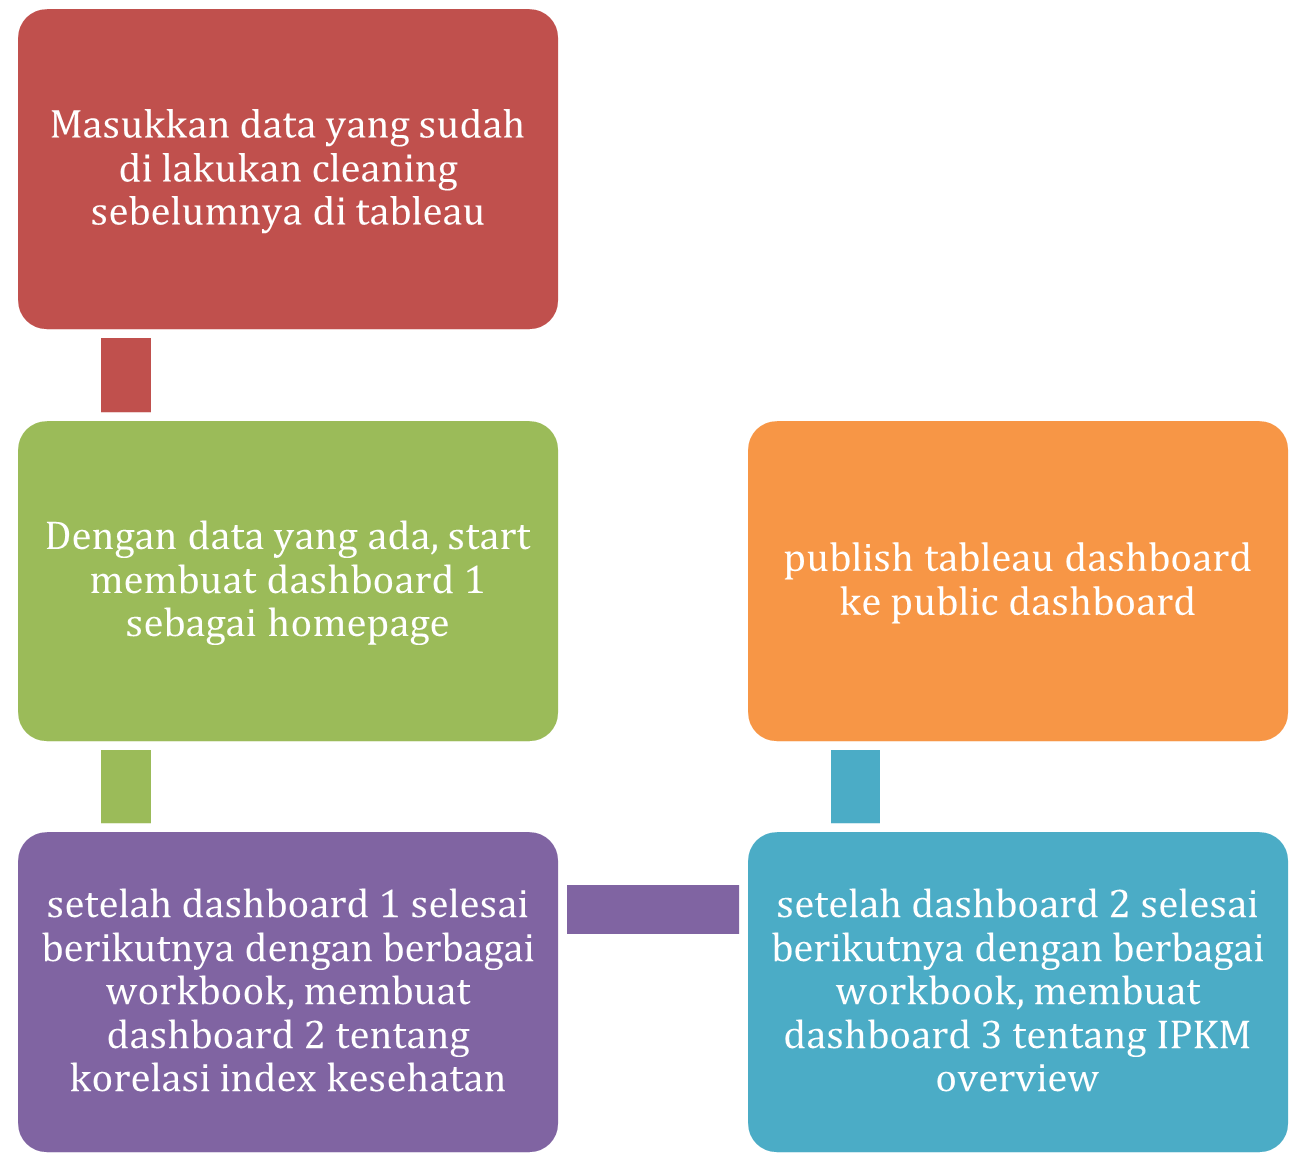 Masukkan data yang sudah
di lakukan cleaning
sebelumnya di tableau
Dengan data yang ada, start
membuat dashboard 1
sebagai homepage
setelah dashboard 1 selesai
berikutnya dengan berbagai
workbook, membuat
dashboard 2 tentang
korelasi index kesehatan
setelah dashboard 2 selesai
berikutnya dengan berbagai
workbook, membuat
dashboard 3 tentang IPKM
overview
publish tableau dashboard
ke public dashboard